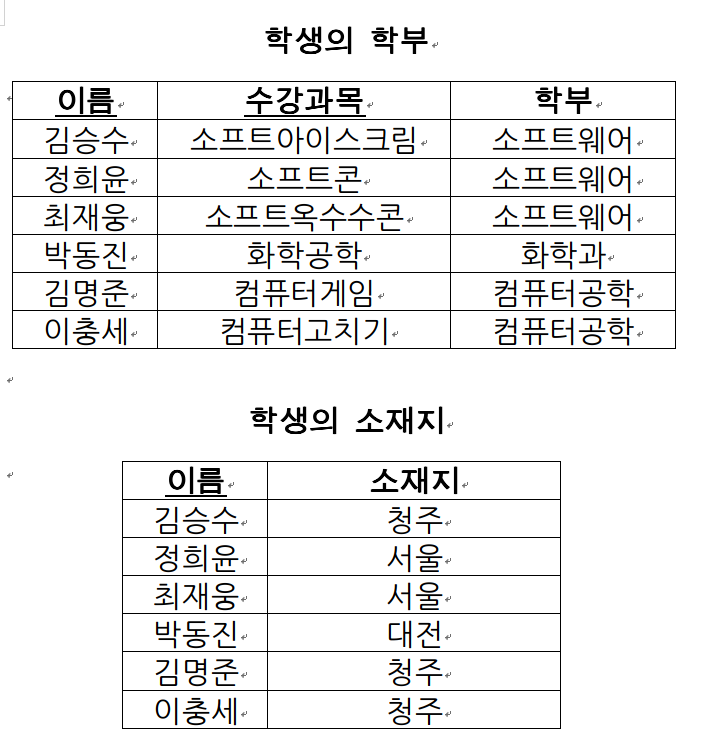 학생의 학부
이름 수강과목 학부
김승수 소프트아이스크림 소프트웨어
정희윤 소프트콘 소프트웨어
최재웅 소프트옥수수콘 소프트웨어
박동진 화학공학 화학과
김명준 컴퓨터게임 컴퓨터공학
이충세 컴퓨터고치기 컴퓨터공학
학생의 소재지
이름 소재지
김승수 청주
정희윤 서울
최재웅 서울
박동진 대전
김명준 청주
이충세 청주